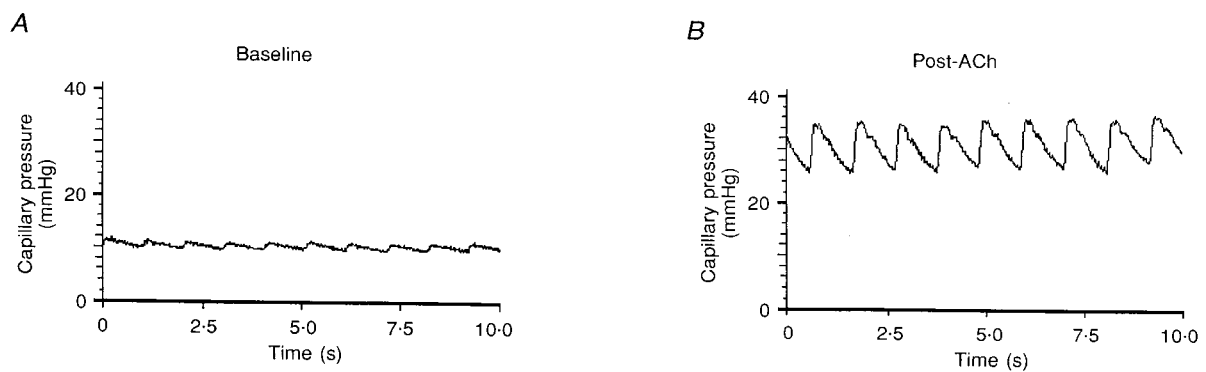 A
Baseline
Capillary pressure
(mmHg)
40
20
0
0 2·5 5·0 7·5 10·0
Time (s)
B
Post-ACh
Capillary pressure
(mmHg)
40
20
0
0 2·5 5·0 7·5 10·0
Time (s)